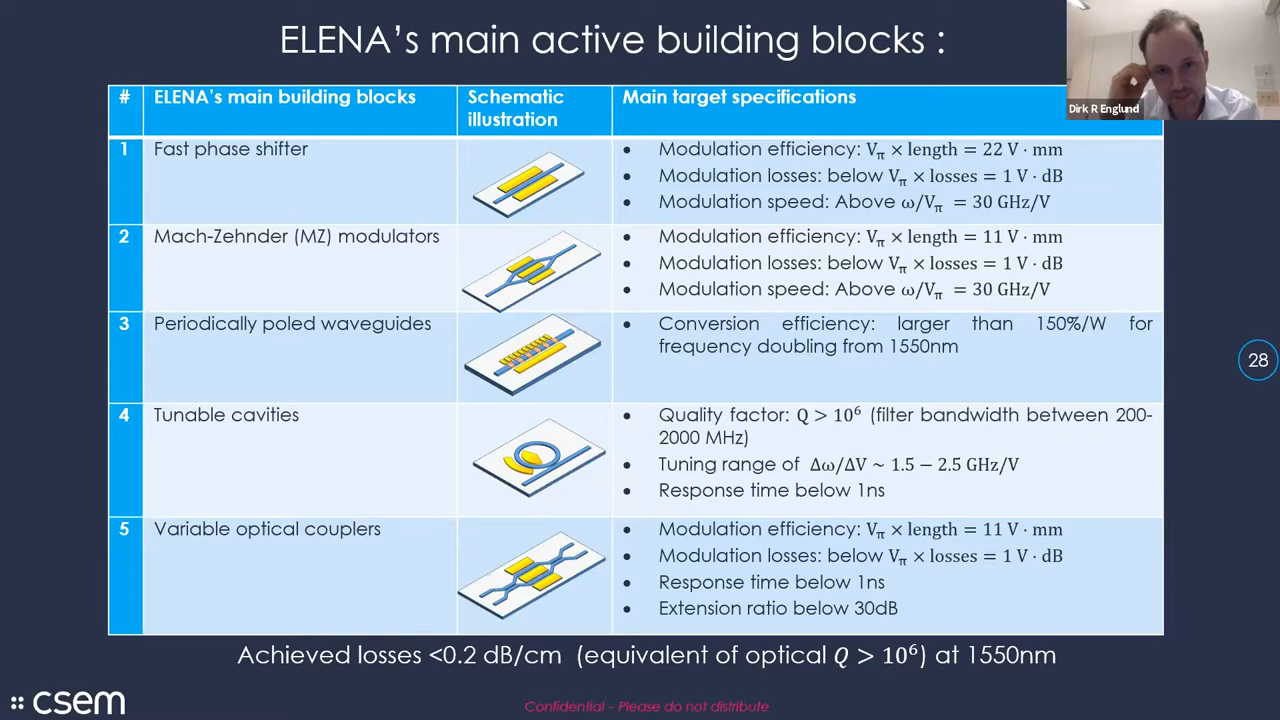 ELENA's main active building blocks :
Dirk R Englund
# ELENA's main building blocks Schematic illustration Main target specifications
1 Fast phase shifter
• Modulation efficiency: Vπ × length = 22 V · mm
• Modulation losses: below Vπ × losses = 1 V · dB
• Modulation speed: Above ω/Vπ = 30 GHz/V
2 Mach-Zehnder (MZ) modulators
• Modulation efficiency: Vπ × length = 11 V · mm
• Modulation losses: below Vπ × losses = 1 V · dB
• Modulation speed: Above ω/Vπ = 30 GHz/V
3 Periodically poled waveguides
• Conversion efficiency: larger than 150%/W for
frequency doubling from 1550nm
4 Tunable cavities
• Quality factor: Q > 10⁶ (filter bandwidth between 200-
2000 MHz)
• Tuning range of Δω/ΔV ~ 1.5 − 2.5 GHz/V
• Response time below 1ns
5 Variable optical couplers
• Modulation efficiency: Vπ × length = 11 V · mm
• Modulation losses: below Vπ × losses = 1 V · dB
• Response time below 1ns
• Extension ratio below 30dB
28
Achieved losses <0.2 dB/cm (equivalent of optical Q > 10⁶) at 1550nm
csem
Confidential – Please do not distribute